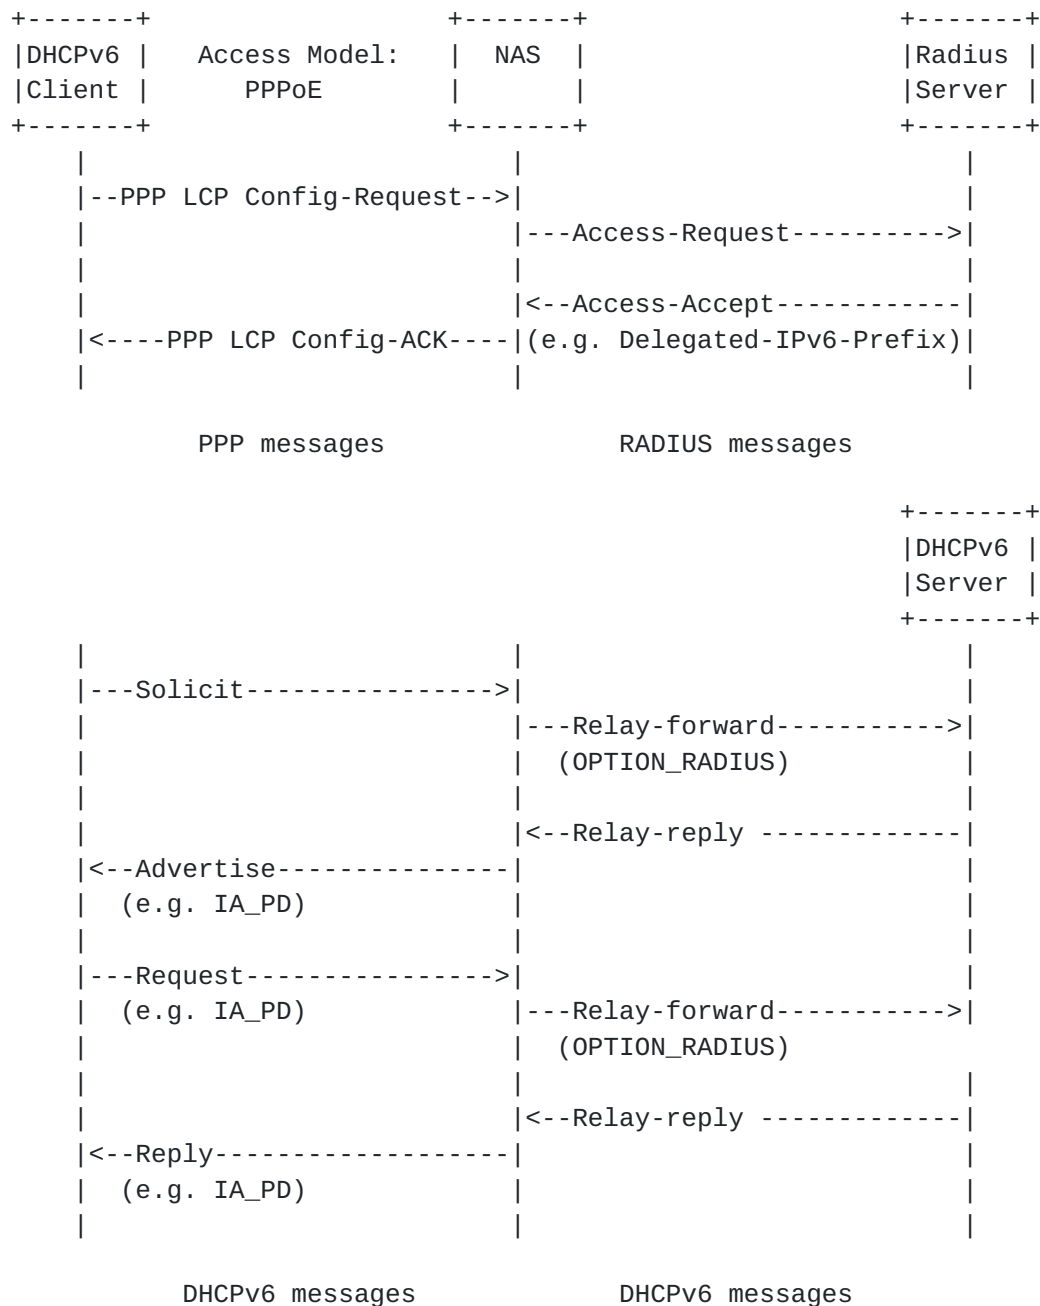 +-------+                   +-------+                    +-------+
|DHCPv6 |   Access Model:   |  NAS  |                    |Radius |
|Client |      PPPoE        |       |                    |Server |
+-------+                   +-------+                    +-------+
    |                           |                            |
    |--PPP LCP Config-Request-->|                            |
    |                           |---Access-Request---------->|
    |                           |                            |
    |                           |<--Access-Accept------------|
    |<----PPP LCP Config-ACK----|(e.g. Delegated-IPv6-Prefix)|
    |                           |                            |

            PPP messages             RADIUS messages

                                                         +-------+
                                                         |DHCPv6 |
                                                         |Server |
                                                         +-------+
    |                           |                            |
    |---Solicit---------------->|                            |
    |                           |---Relay-forward----------->|
    |                           |  (OPTION_RADIUS)           |
    |                           |                            |
    |                           |<--Relay-reply -------------|
    |<--Advertise---------------|                            |
    |  (e.g. IA_PD)             |                            |
    |                           |                            |
    |---Request---------------->|                            |
    |  (e.g. IA_PD)             |---Relay-forward----------->|
    |                           |  (OPTION_RADIUS)
    |                           |                            |
    |                           |<--Relay-reply -------------|
    |<--Reply-------------------|                            |
    |  (e.g. IA_PD)             |                            |
    |                           |                            |

           DHCPv6 messages             DHCPv6 messages